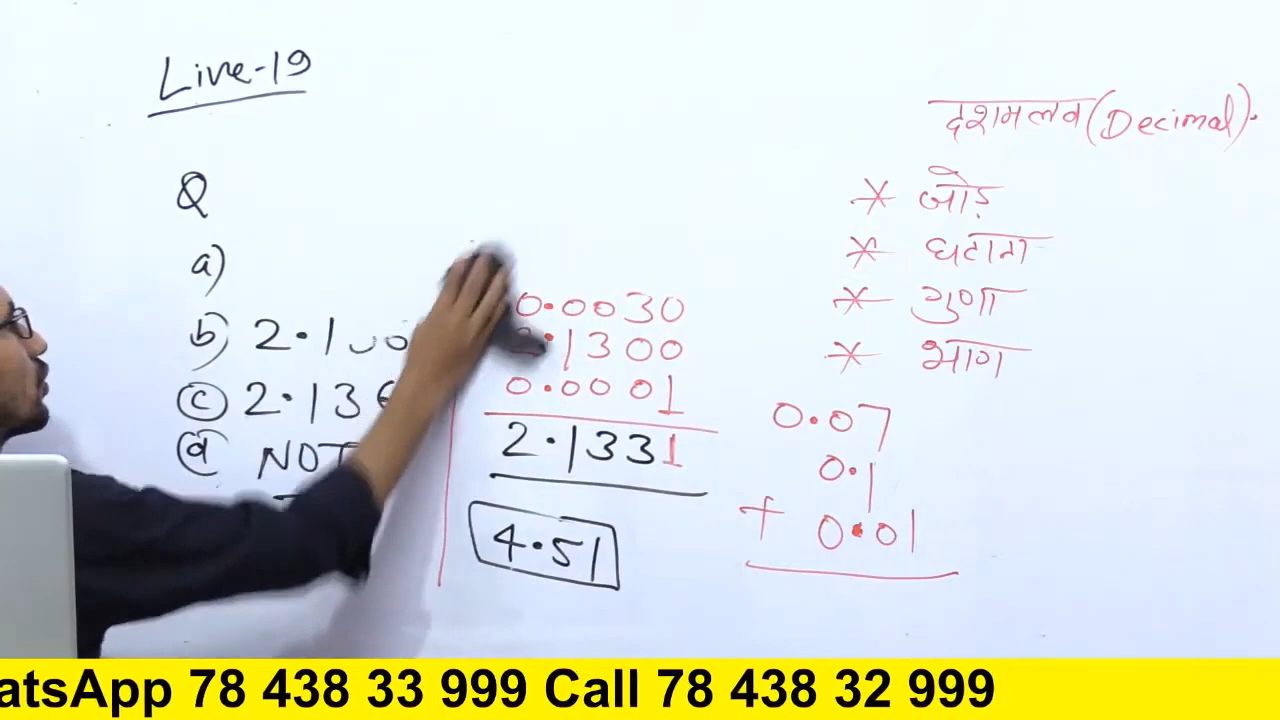 Live-19
दशमलव (Decimal).
Q
* जोड़
a)
* घटाना
0.0030
* गुणा
b) 2.1
.1300
* भाग
c) 2.13
0.0001
0.07
d) NOT
2.1331
0.1
4.51
+ 0.01
atsApp 78 438 33 999 Call 78 438 32 999